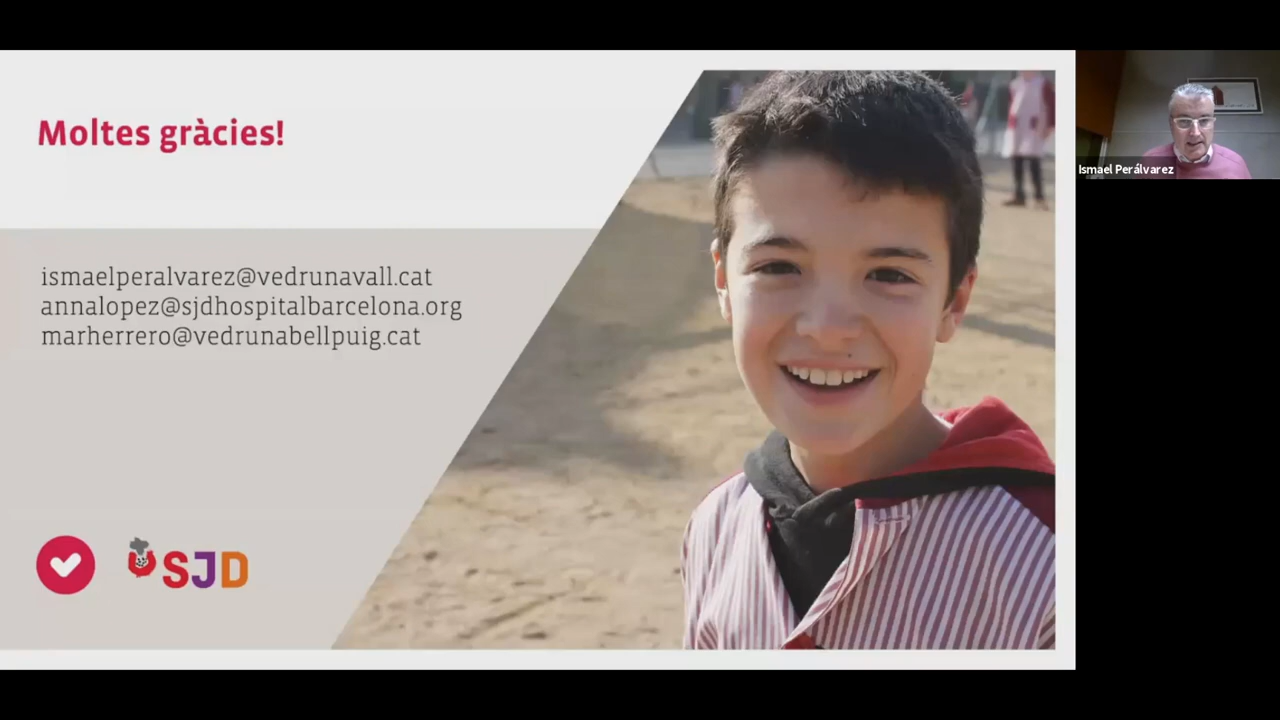 Moltes gràcies!
ismaelperalvarez@vedrunavall.cat
annalopez@sjdhospitalbarcelona.org
marherrero@vedrunabellpuig.cat
SJD
Ismael Perálvarez